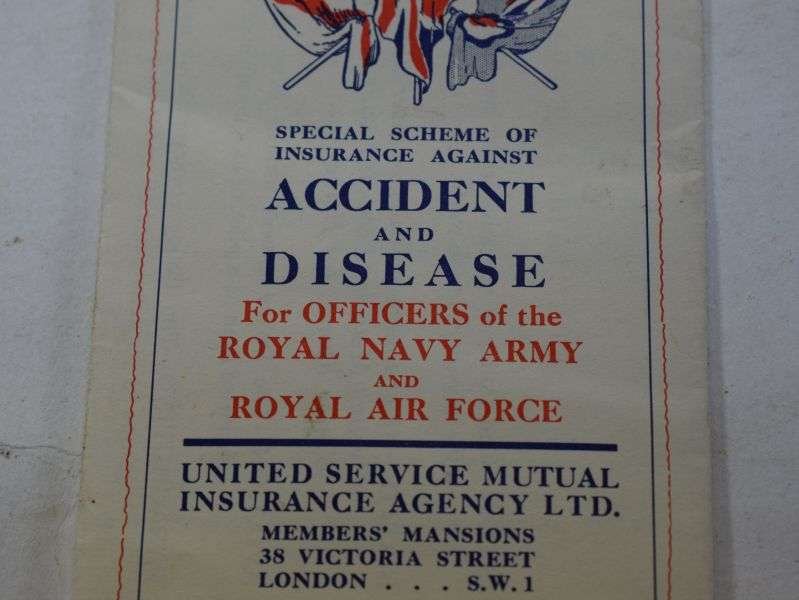 SPECIAL SCHEME OF
INSURANCE AGAINST
ACCIDENT
AND
DISEASE
For OFFICERS of the
ROYAL NAVY ARMY
AND
ROYAL AIR FORCE
UNITED SERVICE MUTUAL
INSURANCE AGENCY LTD.
MEMBERS' MANSIONS
38 VICTORIA STREET
LONDON . . . S.W.1